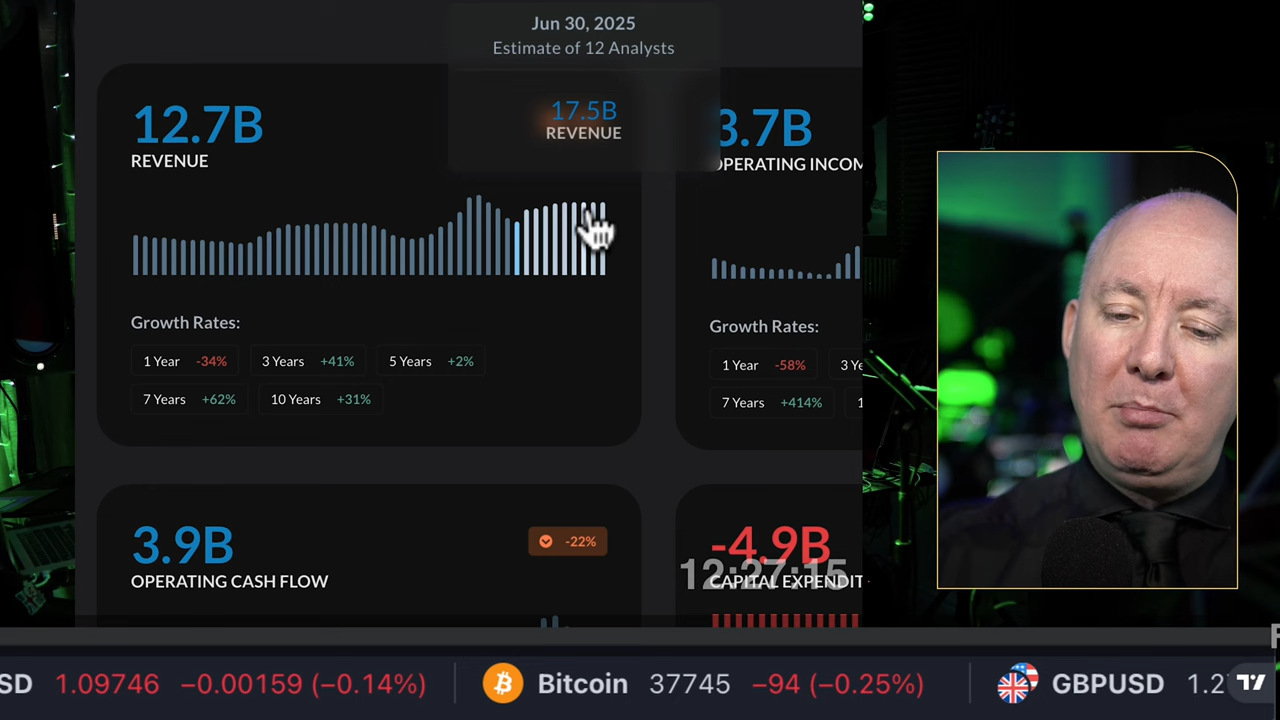 Jun 30, 2025
Estimate of 12 Analysts
12.7B
REVENUE
17.5B
REVENUE
3.7B
OPERATING INCOM
Growth Rates:
1 Year -34% 3 Years +41% 5 Years +2%
7 Years +62% 10 Years +31%
Growth Rates:
1 Year -58% 3 Ye
7 Years +414% 1
3.9B
OPERATING CASH FLOW
-22%
-4.9B
CAPITAL EXPENDIT
12:27:15
SD 1.09746 −0.00159 (−0.14%) Bitcoin 37745 −94 (−0.25%) GBPUSD 1.2